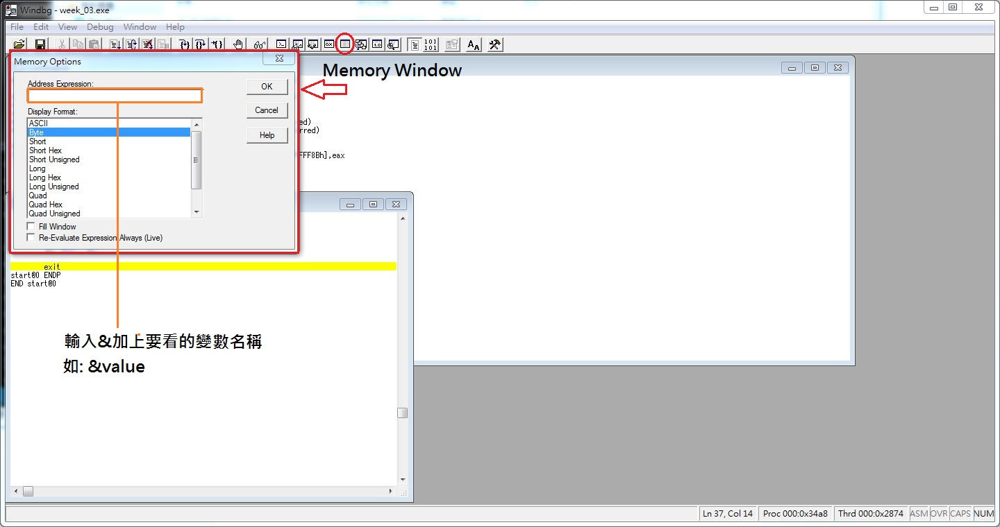 Windbg - week_03.exe
File Edit View Debug Window Help
Memory Options
Memory Window
Address Expression:
OK
Display Format:
Cancel
ASCII
Byte
Short
Help
Short Hex
Short Unsigned
Long
Long Hex
Long Unsigned
Quad
Quad Hex
Quad Unsigned
Fill Window
Re-Evaluate Expression Always (Live)
ed)
rred)
FFF8Bh],eax
exit
start@0 ENDP
END start@0
輸入&加上要看的變數名稱
如: &value
Ln 37, Col 14 Proc 000:0x34a8 Thrd 000:0x2874 ASM OVR CAPS NUM